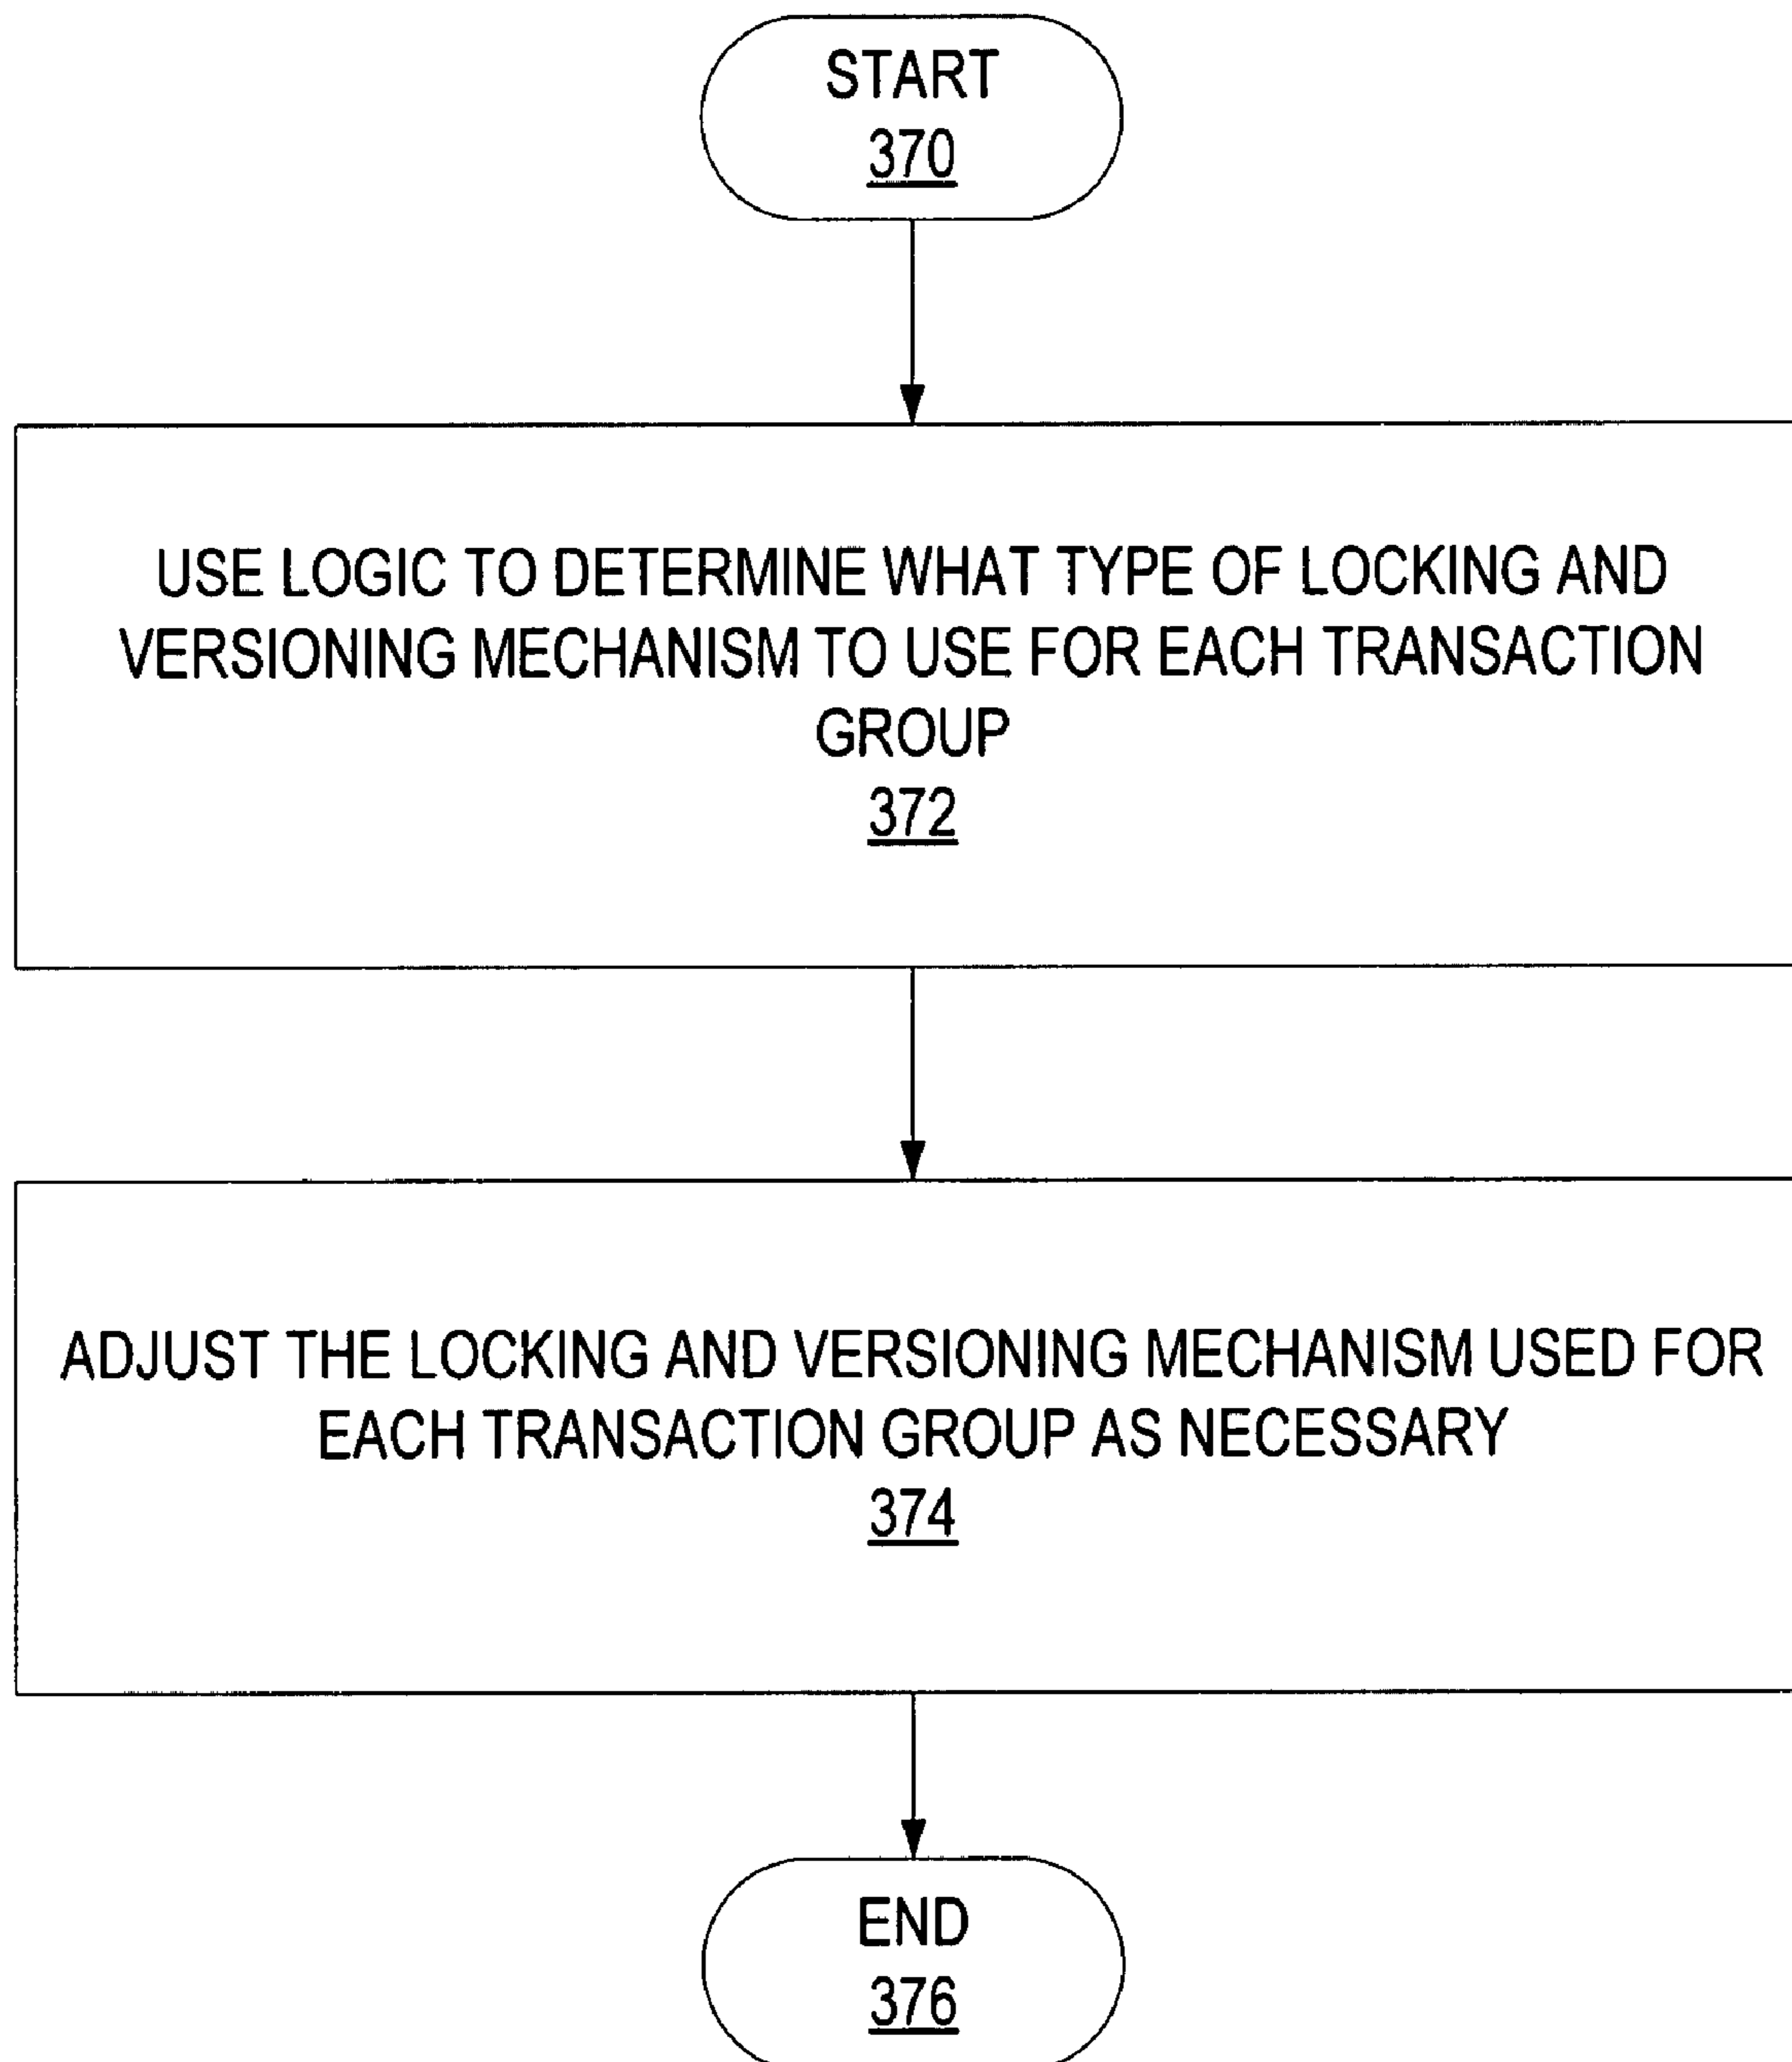 START
370
USE LOGIC TO DETERMINE WHAT TYPE OF LOCKING AND
VERSIONING MECHANISM TO USE FOR EACH TRANSACTION
GROUP
372
ADJUST THE LOCKING AND VERSIONING MECHANISM USED FOR
EACH TRANSACTION GROUP AS NECESSARY
374
END
376